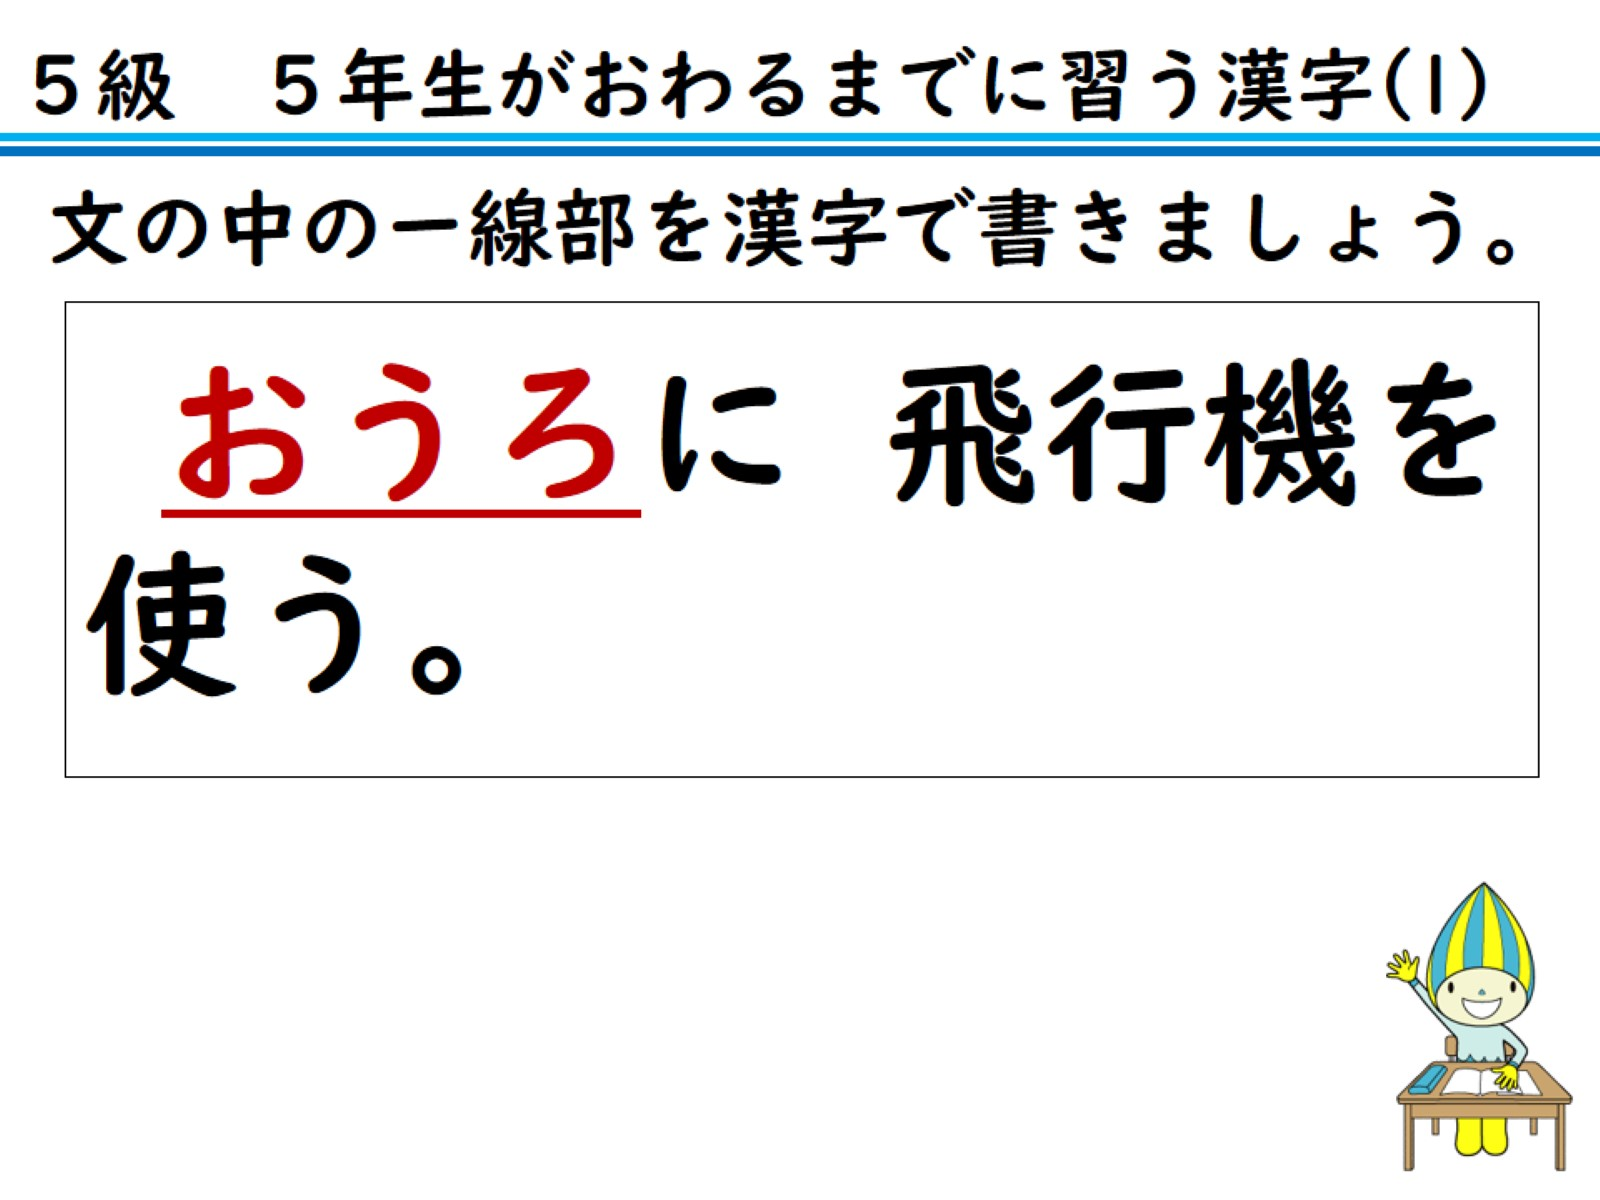 ５級　５年生がおわるまでに習う漢字(1)
文の中の一線部を漢字で書きましょう。
おうろに 飛行機を
使う。